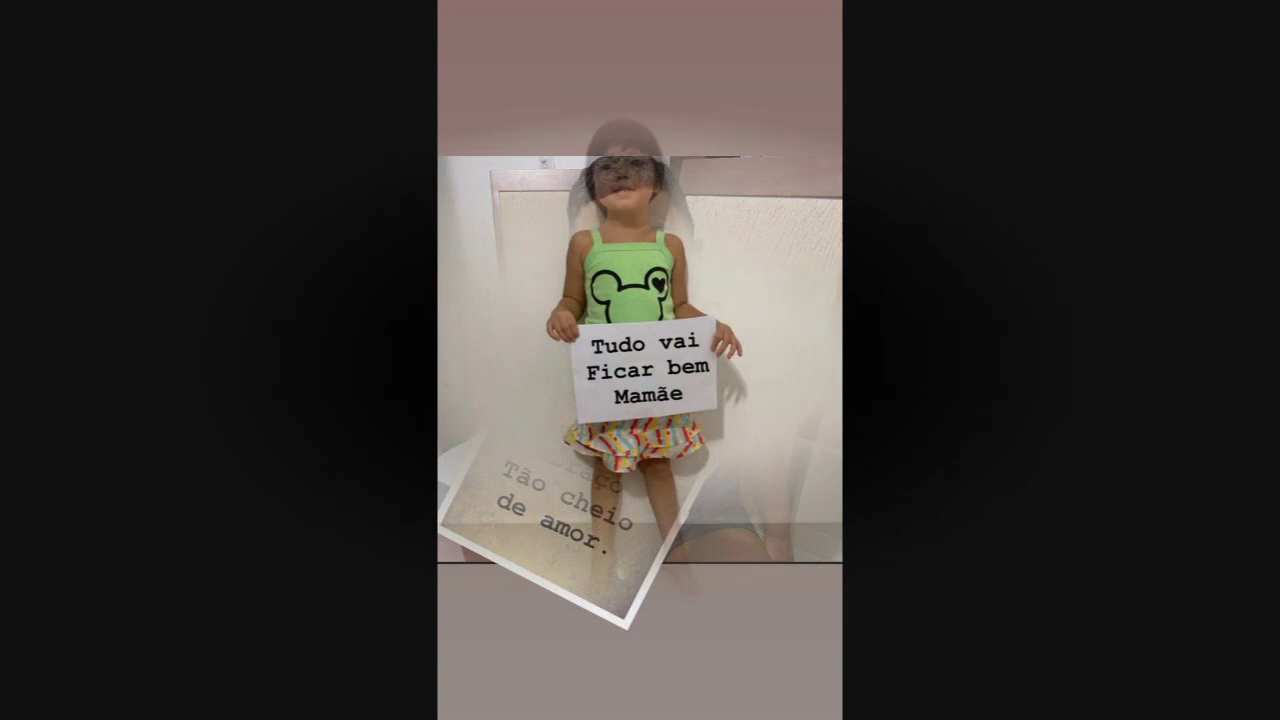 Tudo vai
Ficar bem
Mamãe
Tão cheio
de amor.